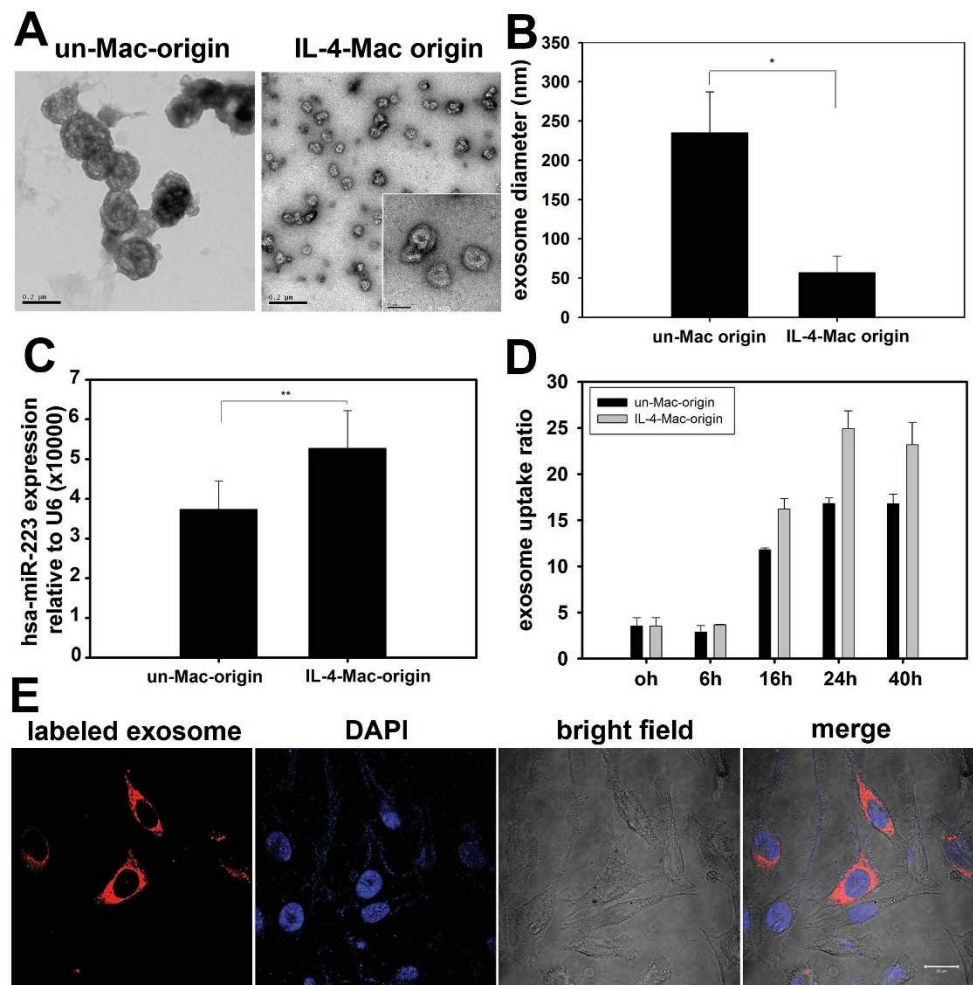 A
un-Mac-origin
IL-4-Mac origin
0.2 µm
0.2 µm
B
exosome diameter (nm)
350
300
250
200
150
100
50
0
*
un-Mac origin
IL-4-Mac origin
C
hsa-miR-223 expression
relative to U6 (x10000)
7
6
5
4
3
2
1
0
**
un-Mac-origin
IL-4-Mac-origin
D
exosome uptake ratio
30
25
20
15
10
5
0
un-Mac-origin
IL-4-Mac-origin
oh
6h
16h
24h
40h
E
labeled exosome
DAPI
bright field
merge
20 µm